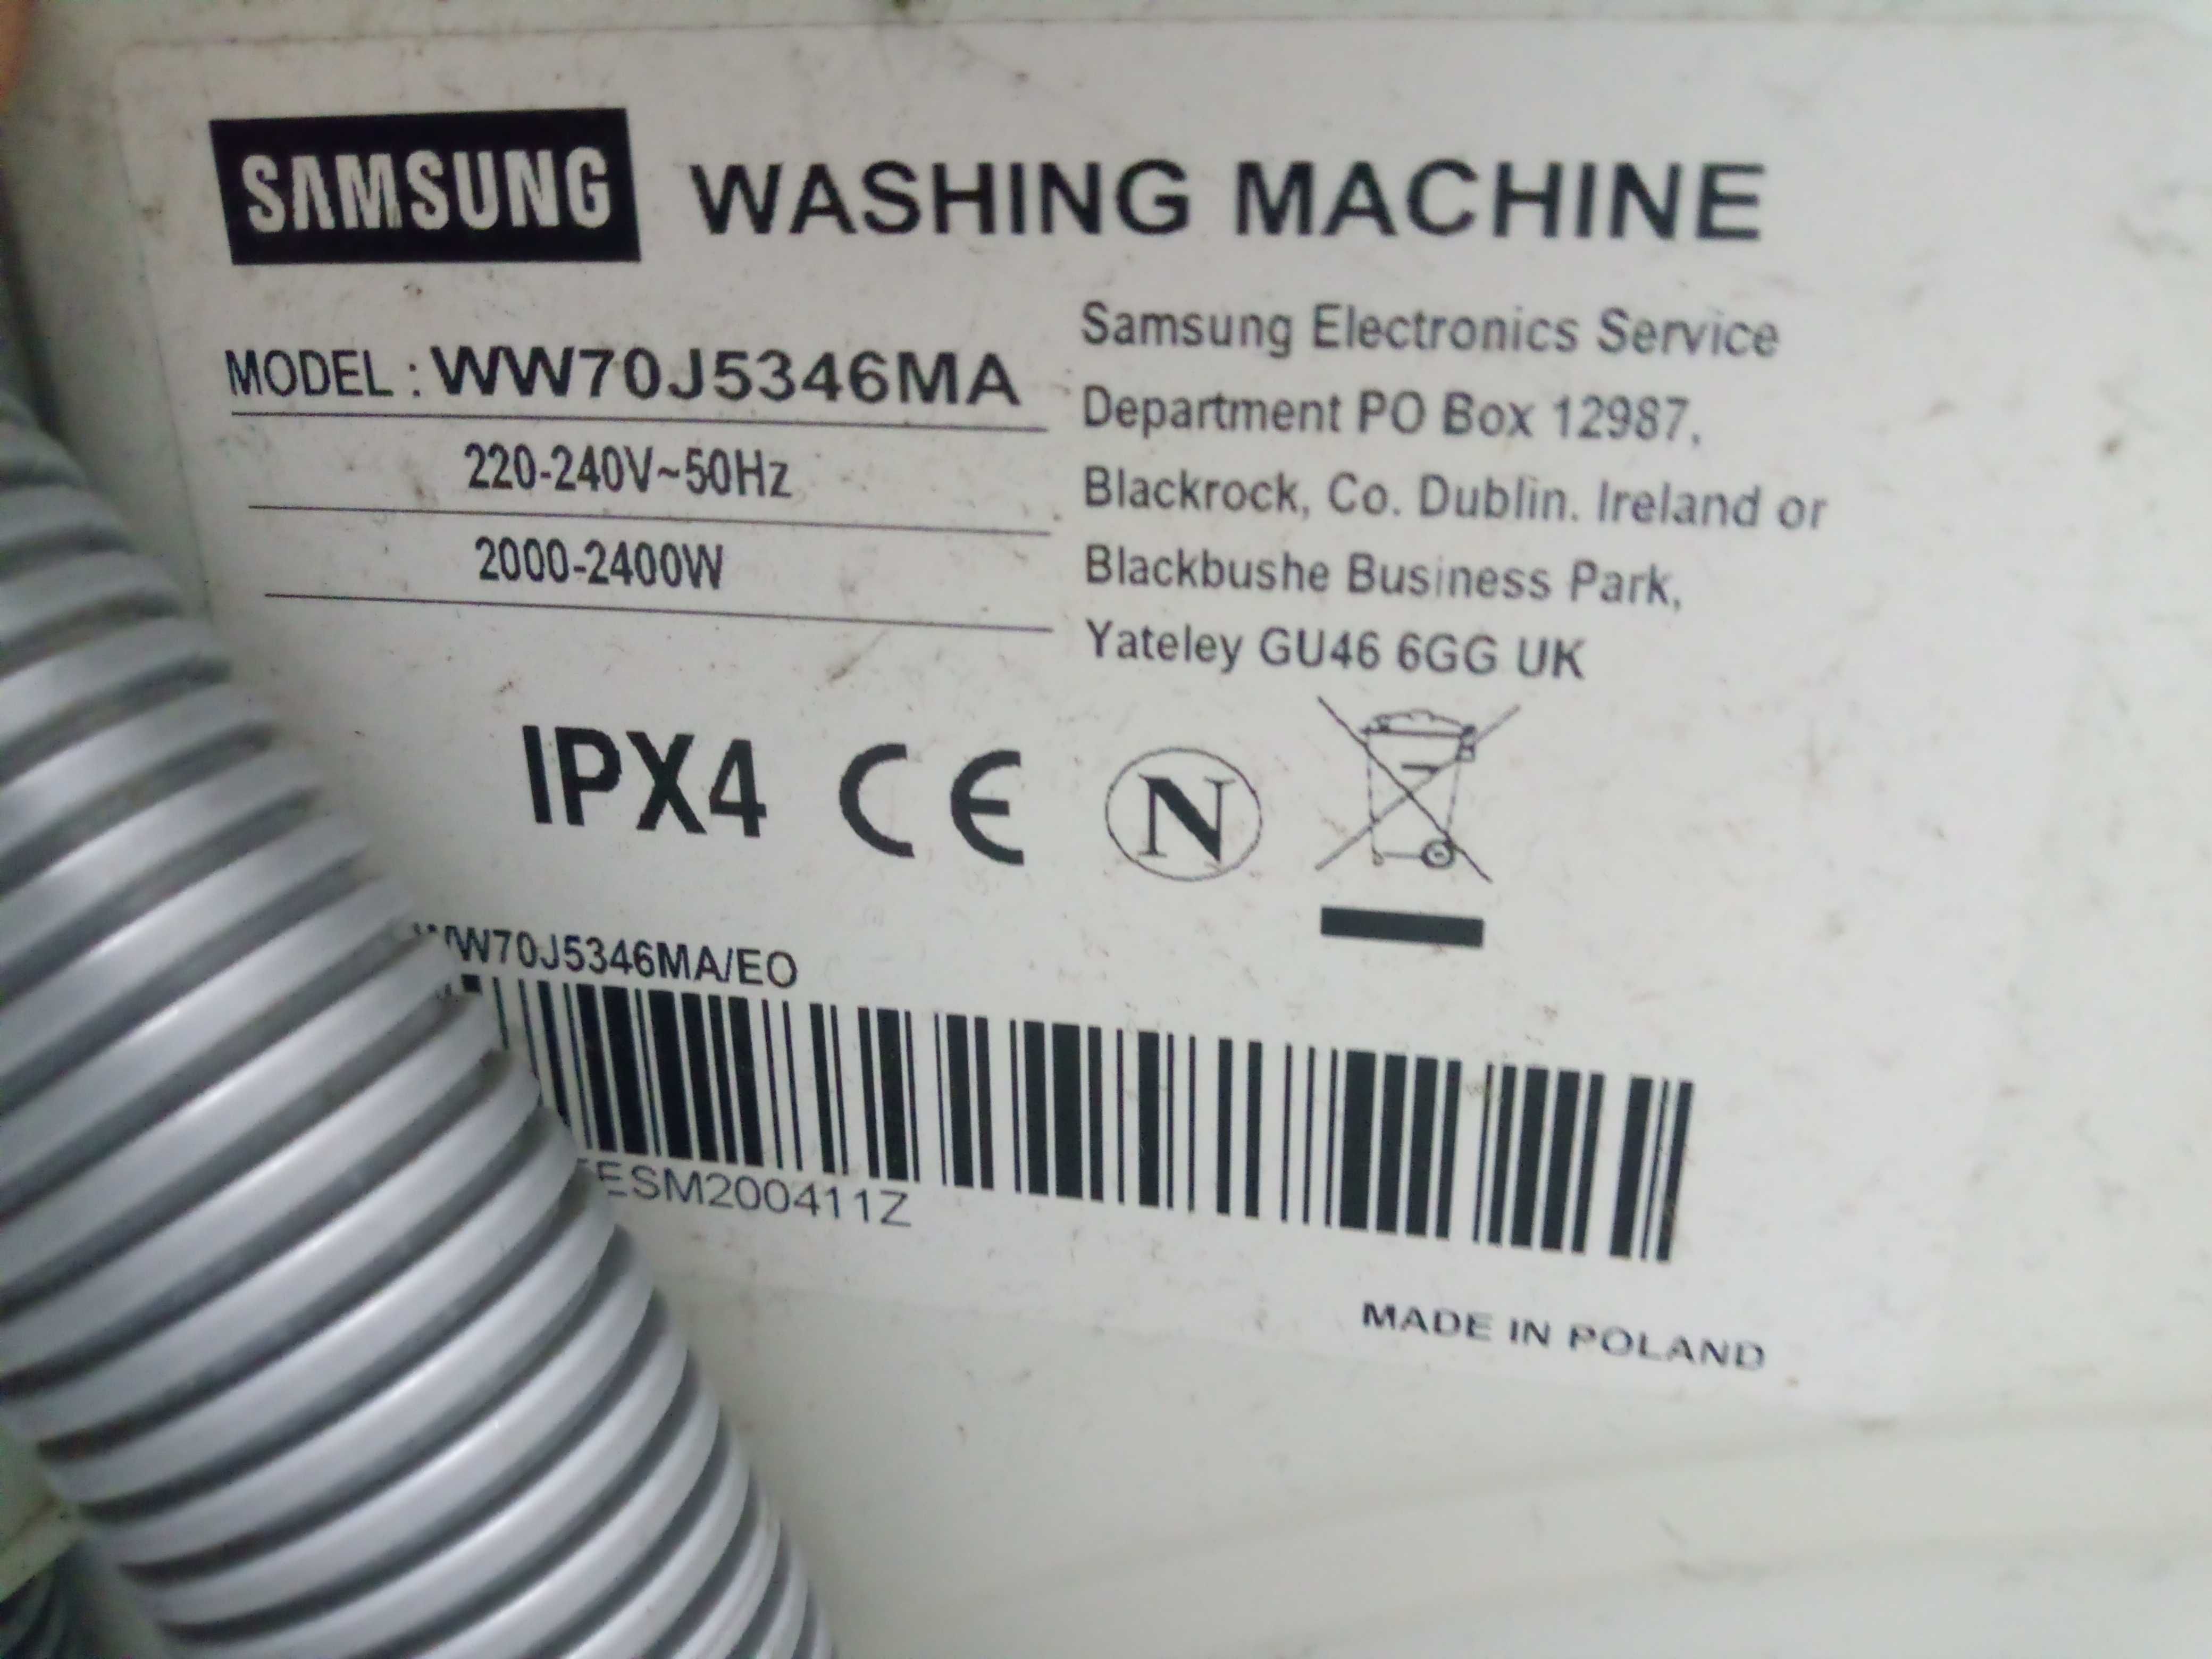 SAMSUNG WASHING MACHINE
MODEL : WW70J5346MA
220-240V~50Hz
2000-2400W
Samsung Electronics Service
Department PO Box 12987,
Blackrock, Co. Dublin. Ireland or
Blackbushe Business Park,
Yateley GU46 6GG UK
IPX4 CE N
WW70J5346MA/EO
ESM200411Z
MADE IN POLAND